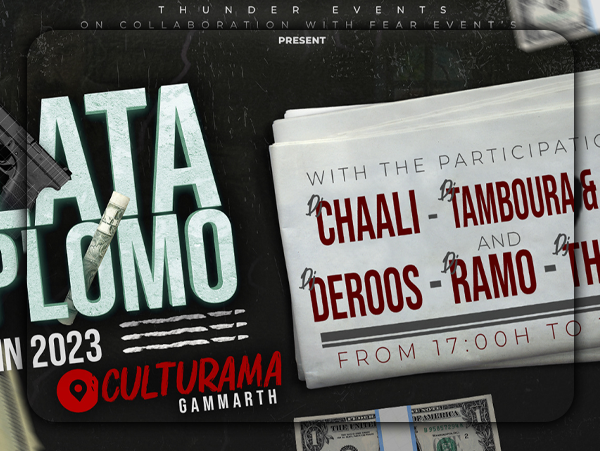 THUNDER EVENTS
ON COLLABORATION WITH FEAR EVENT'S
PRESENT
LATA
PLOMO
IN 2023
CULTURAMA
GAMMARTH
WITH THE PARTICIPATIO
Dj CHAALI - Dj TAMBOURA &
AND
Dj DEROOS - Dj RAMO - Dj TH
FROM 17:00H TO